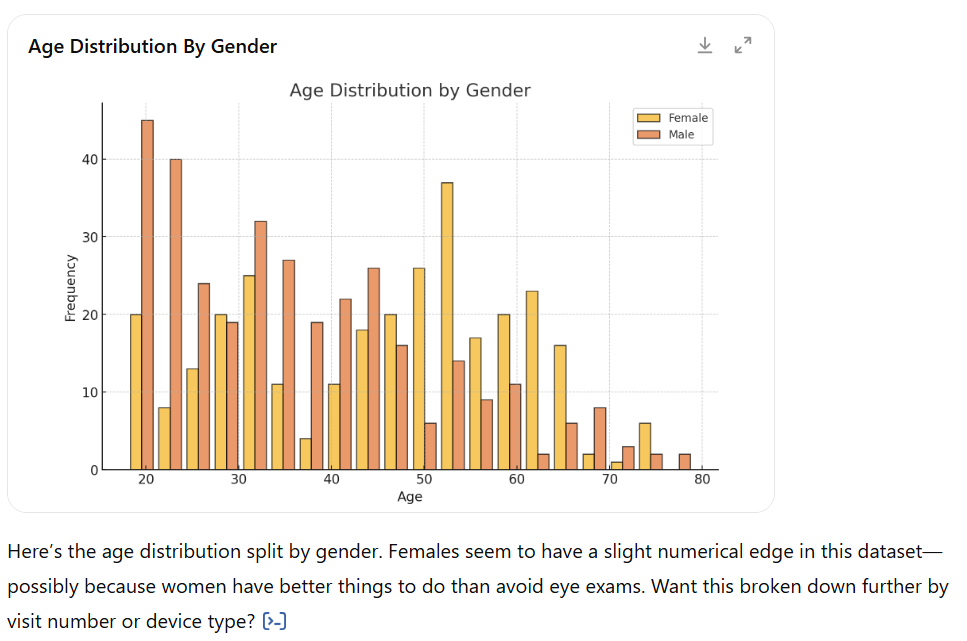 Age Distribution By Gender
Age Distribution by Gender
Female
Male
40
30
20
10
0
Frequency
20 30 40 50 60 70 80
Age
Here’s the age distribution split by gender. Females seem to have a slight numerical edge in this dataset—
possibly because women have better things to do than avoid eye exams. Want this broken down further by
visit number or device type? [>-]